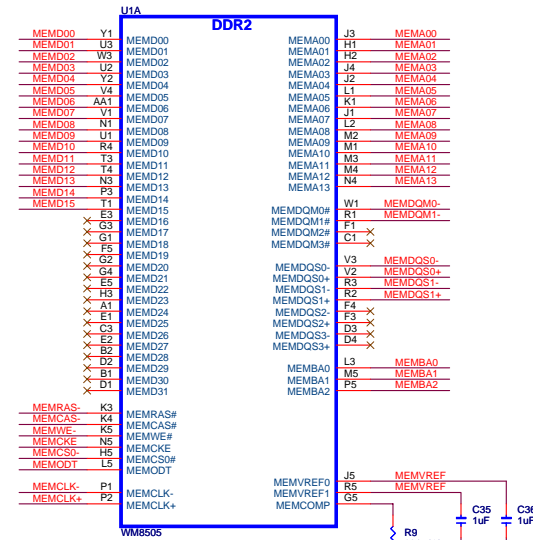 U1A
DDR2
MEMD00 Y1 MEMD00 MEMA00 J3 MEMA00
MEMD01 U3 MEMD01 MEMA01 H1 MEMA01
MEMD02 W3 MEMD02 MEMA02 H2 MEMA02
MEMD03 U2 MEMD03 MEMA03 J4 MEMA03
MEMD04 Y2 MEMD04 MEMA04 J2 MEMA04
MEMD05 V4 MEMD05 MEMA05 L1 MEMA05
MEMD06 AA1 MEMD06 MEMA06 K1 MEMA06
MEMD07 V1 MEMD07 MEMA07 J1 MEMA07
MEMD08 N1 MEMD08 MEMA08 L2 MEMA08
MEMD09 U1 MEMD09 MEMA09 M2 MEMA09
MEMD10 R4 MEMD10 MEMA10 M1 MEMA10
MEMD11 T3 MEMD11 MEMA11 M3 MEMA11
MEMD12 T4 MEMD12 MEMA12 M4 MEMA12
MEMD13 N3 MEMD13 MEMA13 N4 MEMA13
MEMD14 P3 MEMD14
MEMD15 T1 MEMD15 MEMDQM0# W1 MEMDQM0-
E3 MEMD16 MEMDQM1# R1 MEMDQM1-
G3 MEMD17 MEMDQM2# F1
G1 MEMD18 MEMDQM3# C1
F5 MEMD19
G2 MEMD20 MEMDQS0- V3 MEMDQS0-
G4 MEMD21 MEMDQS0+ V2 MEMDQS0+
E5 MEMD22 MEMDQS1- R3 MEMDQS1-
H3 MEMD23 MEMDQS1+ R2 MEMDQS1+
A1 MEMD24 MEMDQS2- F4
E1 MEMD25 MEMDQS2+ F3
C3 MEMD26 MEMDQS3- D3
E2 MEMD27 MEMDQS3+ D4
B2 MEMD28
D2 MEMD29 MEMBA0 L3 MEMBA0
B1 MEMD30 MEMBA1 M5 MEMBA1
D1 MEMD31 MEMBA2 P5 MEMBA2
MEMRAS- K3 MEMRAS#
MEMCAS- K4 MEMCAS#
MEMWE- K5 MEMWE#
MEMCKE N5 MEMCKE
MEMCS0- H5 MEMCS0#
MEMODT L5 MEMODT
MEMVREF0 J5 MEMVREF
MEMCLK- P1 MEMCLK- MEMVREF1 R5 MEMVREF
MEMCLK+ P2 MEMCLK+ MEMCOMP G5
C35 C36
1uF 1uF
WM8505
R9